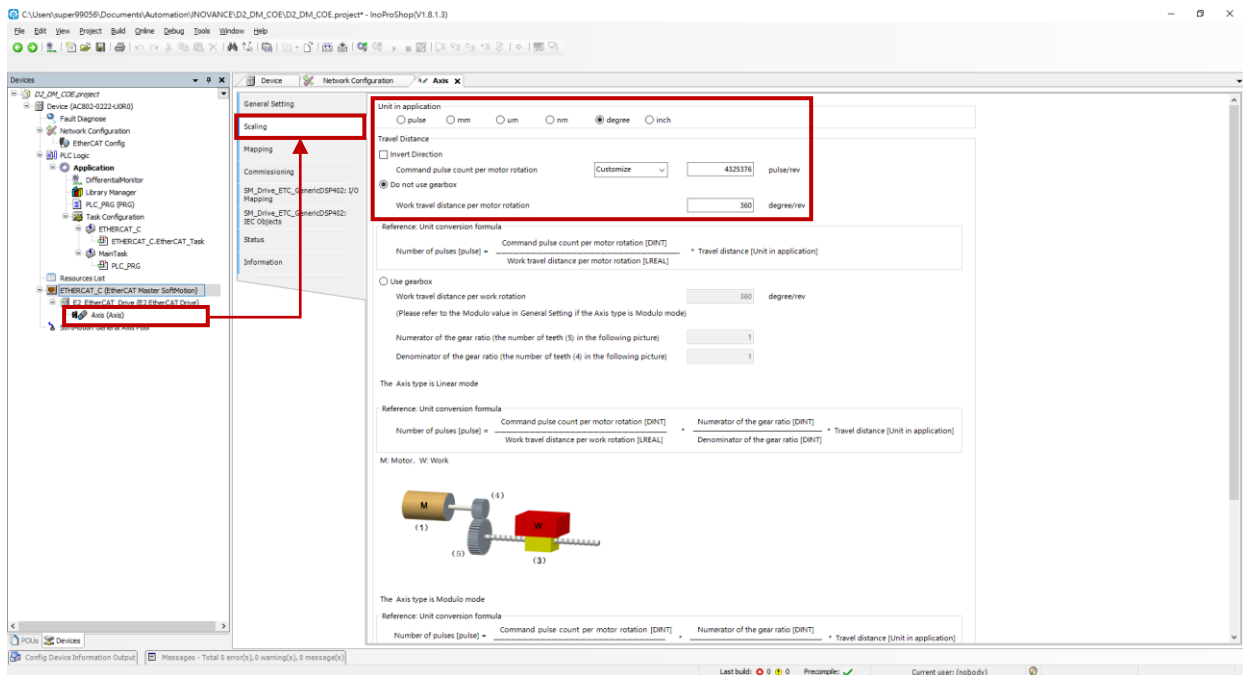 C:\Users\super99056\Documents\Automation\INOVANCE\D2_DM_COE\D2_DM_COE.project* - InoProShop(V1.8.1.3)
File Edit View Project Build Online Debug Tools Window Help
Devices
D2_DM_COE.project
Device (AC802-0222-U0R0)
Fault Diagnose
Network Configuration
EtherCAT Config
PLC Logic
Application
DifferentialMonitor
Library Manager
PLC_PRG (PRG)
Task Configuration
ETHERCAT_C
ETHERCAT_C.EtherCAT_Task
MainTask
PLC_PRG
Resources List
ETHERCAT_C (EtherCAT Master SoftMotion)
E2_EtherCAT_Drive (E2 EtherCAT Drive)
Axis (Axis)
SoftMotion General Axis Pool
POUs Devices
Device Network Configuration Axis
General Setting
Scaling
Mapping
Commissioning
SM_Drive_ETC_GenericDSP402: I/O
Mapping
SM_Drive_ETC_GenericDSP402:
IEC Objects
Status
Information
Unit in application
pulse mm um nm degree inch
Travel Distance
Invert Direction
Command pulse count per motor rotation Customize 4325376 pulse/rev
Do not use gearbox
Work travel distance per motor rotation 360 degree/rev
Reference: Unit conversion formula
Number of pulses [pulse] = Command pulse count per motor rotation [DINT] * Travel distance [Unit in application]
Work travel distance per motor rotation [LREAL]
Use gearbox
Work travel distance per work rotation 360 degree/rev
(Please refer to the Modulo value in General Setting if the Axis type is Modulo mode)
Numerator of the gear ratio (the number of teeth (5) in the following picture) 1
Denominator of the gear ratio (the number of teeth (4) in the following picture) 1
The Axis type is Linear mode
Reference: Unit conversion formula
Command pulse count per motor rotation [DINT] Numerator of the gear ratio [DINT]
Number of pulses [pulse] = * * Travel distance [Unit in application]
Work travel distance per work rotation [LREAL] Denominator of the gear ratio [DINT]
M: Motor, W: Work
M
(4)
(1)
W
(5)
(3)
The Axis type is Modulo mode
Reference: Unit conversion formula
Command pulse count per motor rotation [DINT] Numerator of the gear ratio [DINT]
Number of pulses [pulse] = * * Travel distance [Unit in application]
Config Device Information Output Messages - Total 0 error(s), 0 warning(s), 0 message(s)
Last build: 0 0 Precompile: Current user: (nobody)